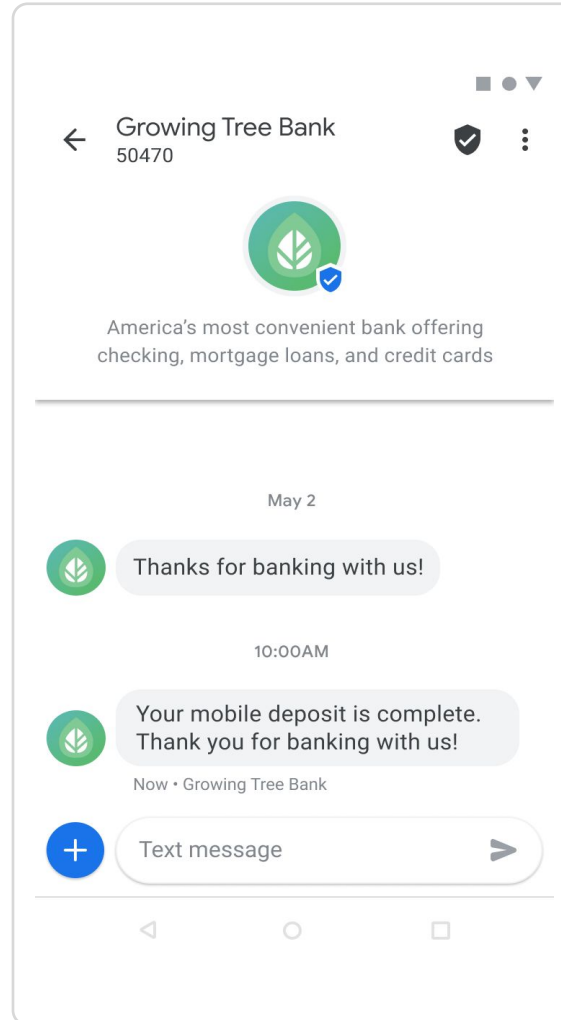 Growing Tree Bank
50470
America’s most convenient bank offering
checking, mortgage loans, and credit cards
May 2
Thanks for banking with us!
10:00AM
Your mobile deposit is complete.
Thank you for banking with us!
Now • Growing Tree Bank
Text message